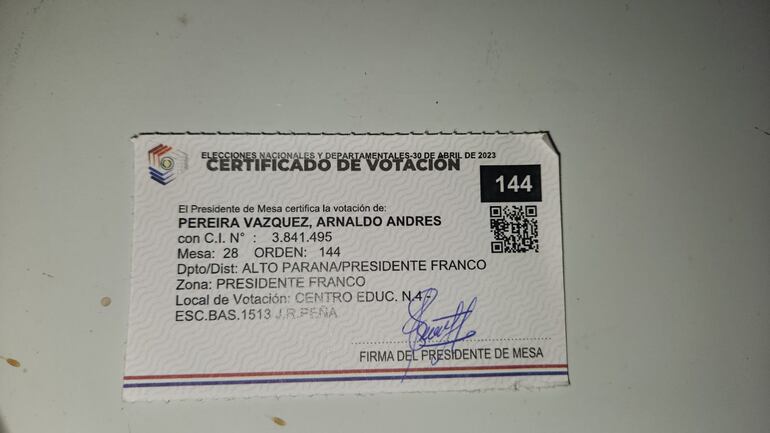 ELECCIONES NACIONALES Y DEPARTAMENTALES-30 DE ABRIL DE 2023
CERTIFICADO DE VOTACIÓN
144
El Presidente de Mesa certifica la votación de:
PEREIRA VAZQUEZ, ARNALDO ANDRES
con C.I. N° : 3.841.495
Mesa: 28 ORDEN: 144
Dpto/Dist: ALTO PARANA/PRESIDENTE FRANCO
Zona: PRESIDENTE FRANCO
Local de Votación: CENTRO EDUC. N.4 -
ESC.BAS.1513 J.R.PEÑA
FIRMA DEL PRESIDENTE DE MESA